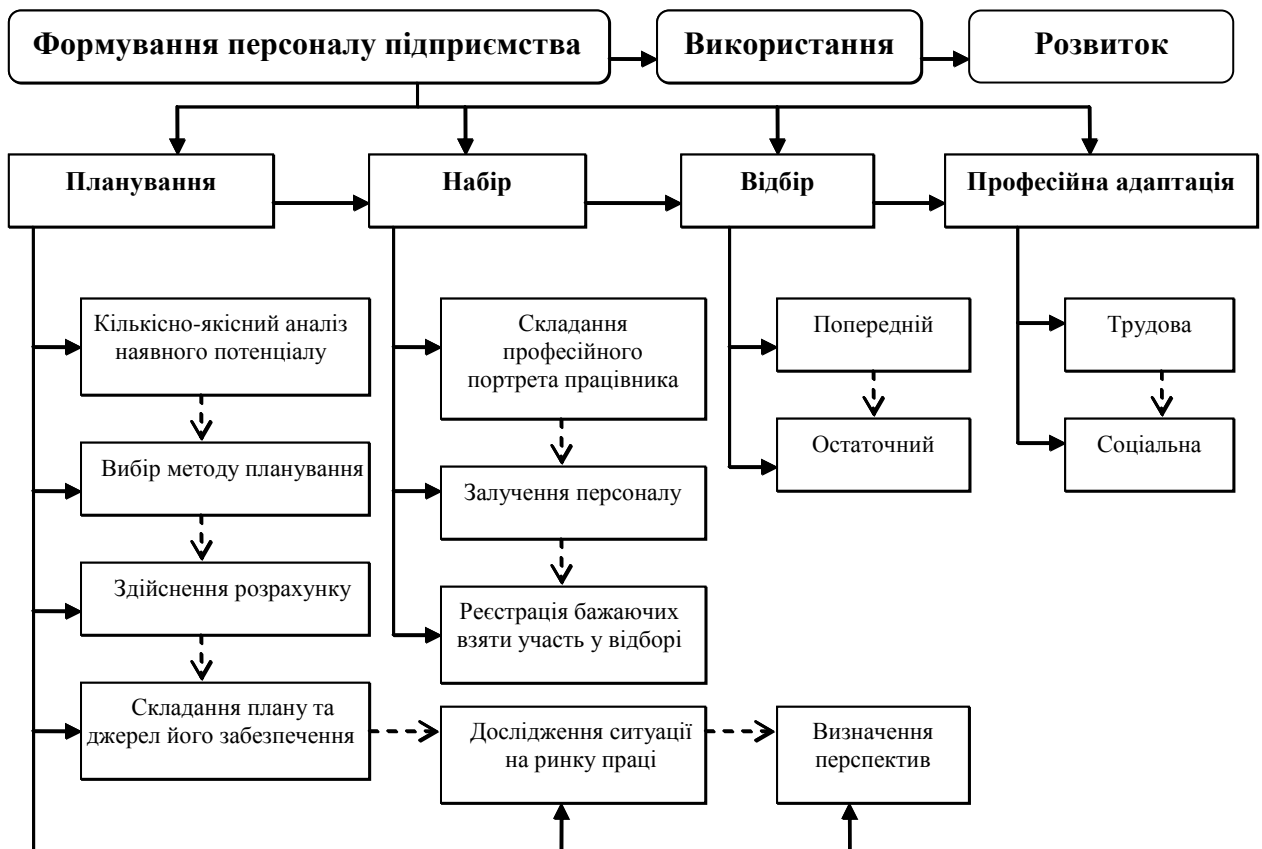 Формування персоналу підприємства
Використання
Розвиток
Планування
Набір
Відбір
Професійна адаптація
Кількісно-якісний аналіз
наявного потенціалу
Вибір методу планування
Здійснення розрахунку
Складання плану та
джерел його забезпечення
Складання
професійного
портрета працівника
Залучення персоналу
Реєстрація бажаючих
взяти участь у відборі
Дослідження ситуації
на ринку праці
Визначення
перспектив
Попередній
Остаточний
Трудова
Соціальна